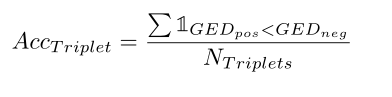 $Acc_{Triplet} = \frac{\sum \mathbb{1}_{GED_{pos} < GED_{neg}}}{N_{Triplets}}$